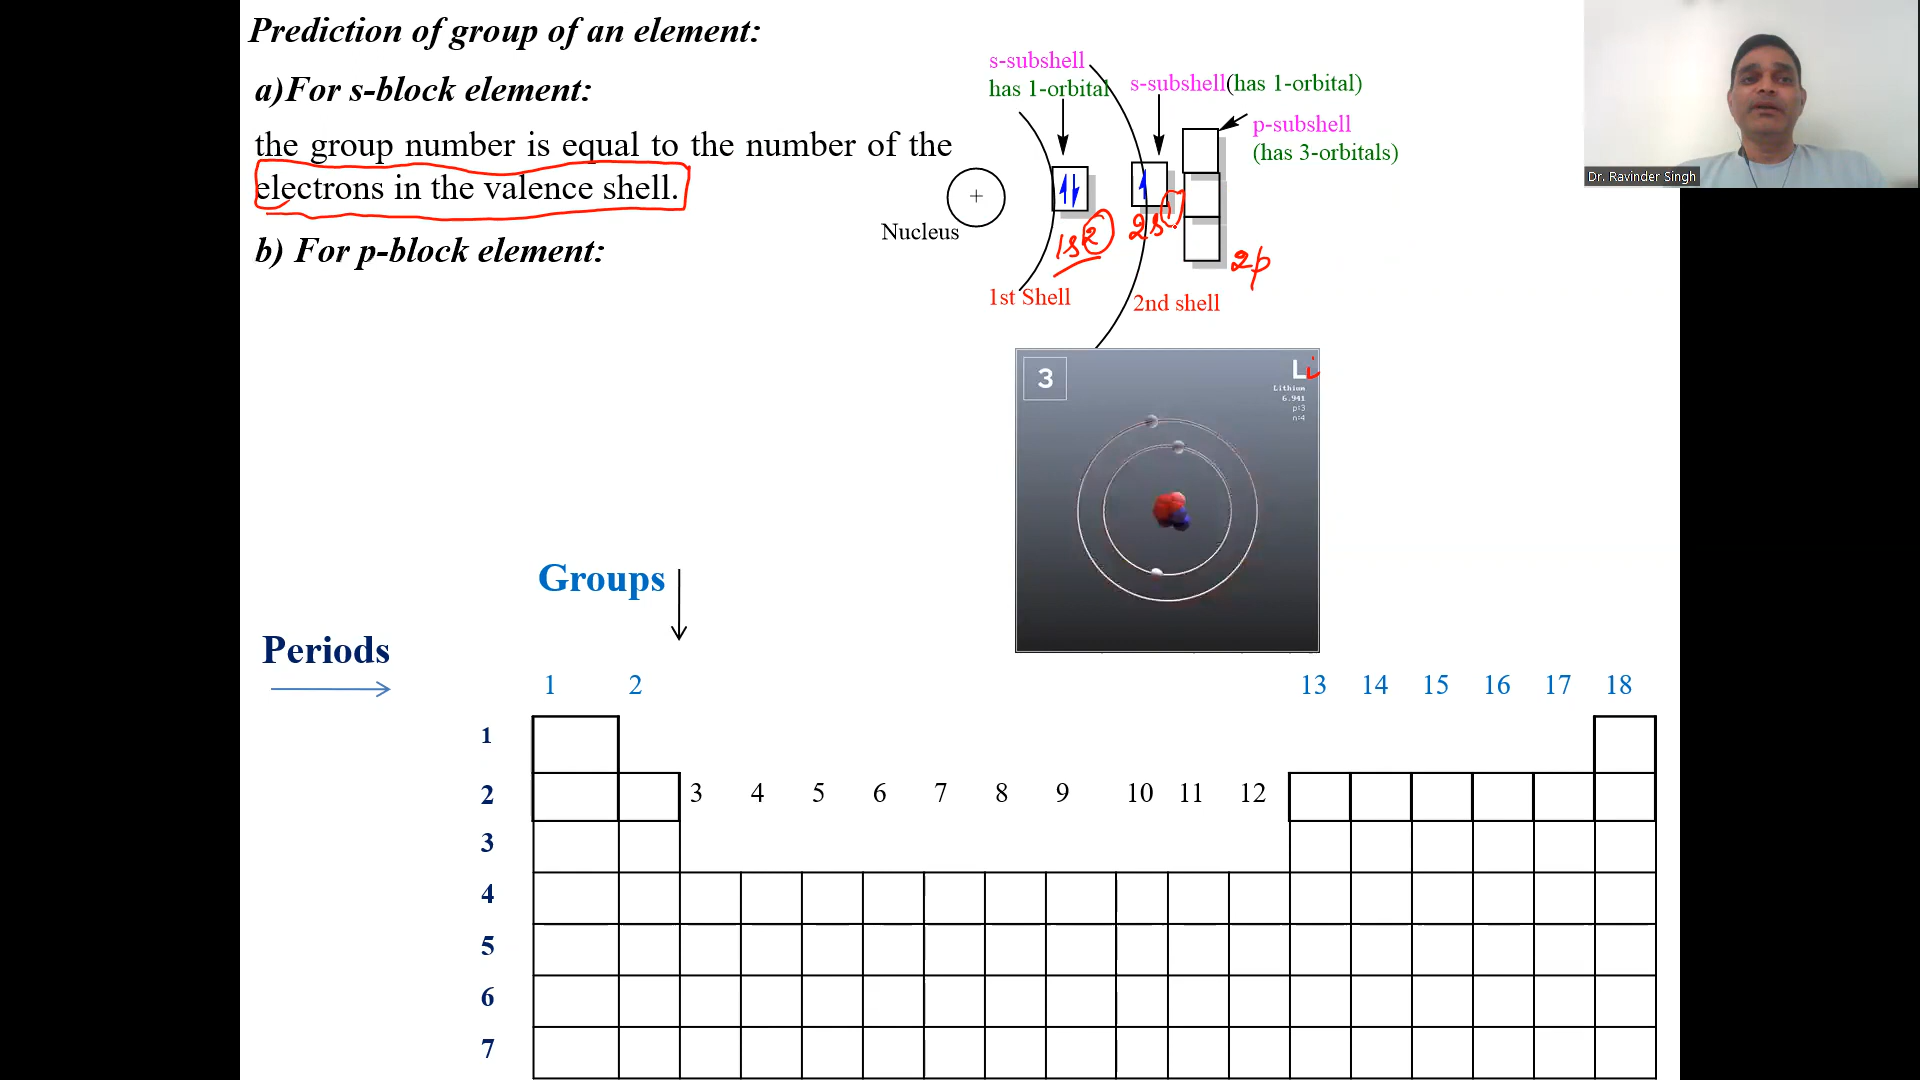 Prediction of group of an element:
a)For s-block element:
the group number is equal to the number of the
electrons in the valence shell.
b) For p-block element:
s-subshell
has 1-orbital
s-subshell(has 1-orbital)
p-subshell
(has 3-orbitals)
+
Nucleus
1s2
2s1
2p
1st Shell
2nd shell
Dr. Ravinder Singh
3
Li
Lithium
6.941
p:3
n:4
Groups
Periods
1 2 13 14 15 16 17 18
1
2 3 4 5 6 7 8 9 10 11 12
3
4
5
6
7